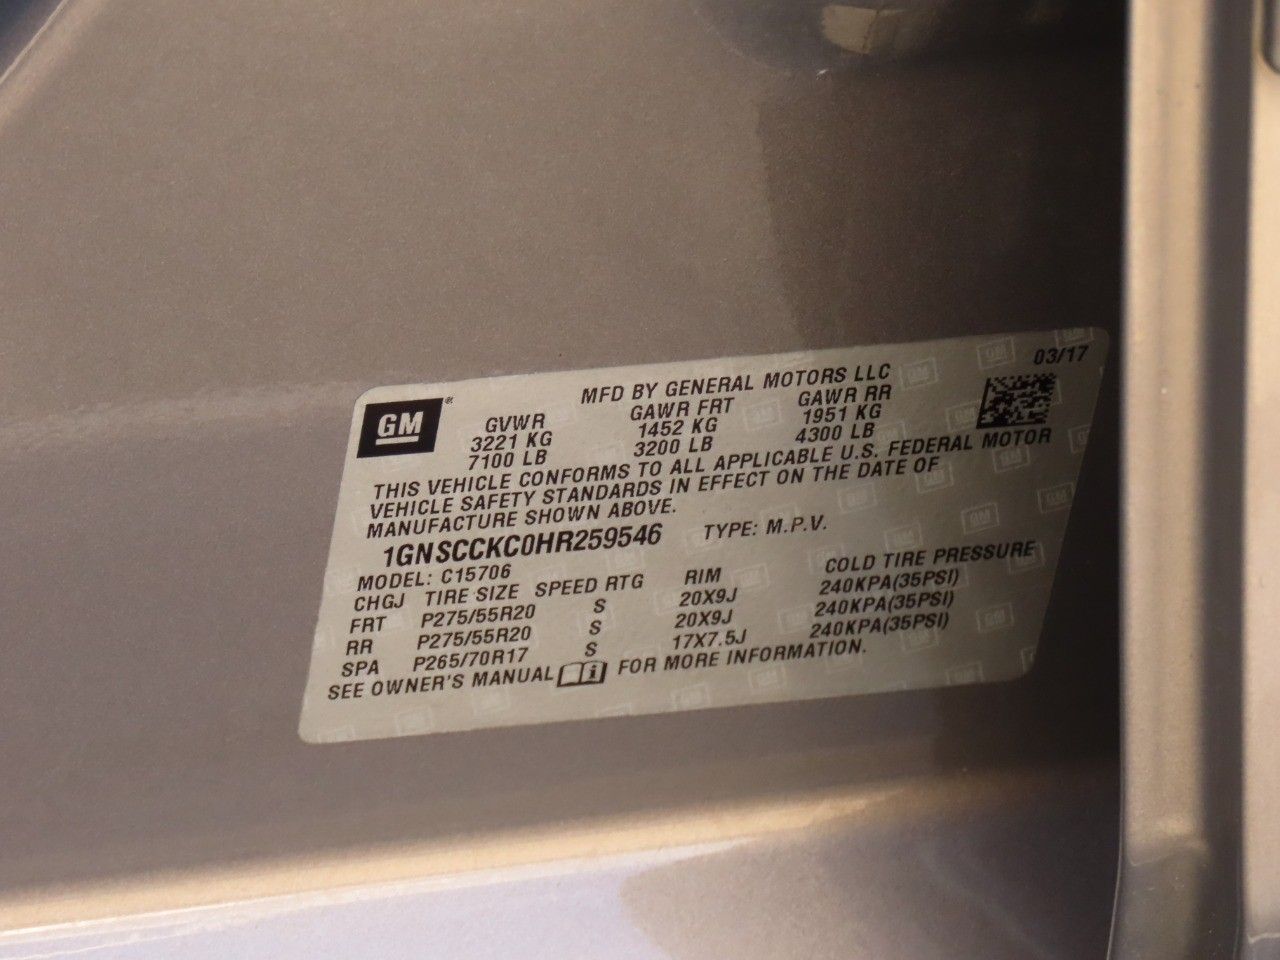 03/17
MFD BY GENERAL MOTORS LLC
GM®
GVWR GAWR FRT GAWR RR
3221 KG 1452 KG 1951 KG
7100 LB 3200 LB 4300 LB
THIS VEHICLE CONFORMS TO ALL APPLICABLE U.S. FEDERAL MOTOR
VEHICLE SAFETY STANDARDS IN EFFECT ON THE DATE OF
MANUFACTURE SHOWN ABOVE.
1GNSCCKC0HR259546 TYPE: M.P.V.
MODEL: C15706
CHGJ TIRE SIZE SPEED RTG RIM COLD TIRE PRESSURE
FRT P275/55R20 S 20X9J 240KPA(35PSI)
RR P275/55R20 S 20X9J 240KPA(35PSI)
SPA P265/70R17 S 17X7.5J 240KPA(35PSI)
SEE OWNER'S MANUAL i FOR MORE INFORMATION.